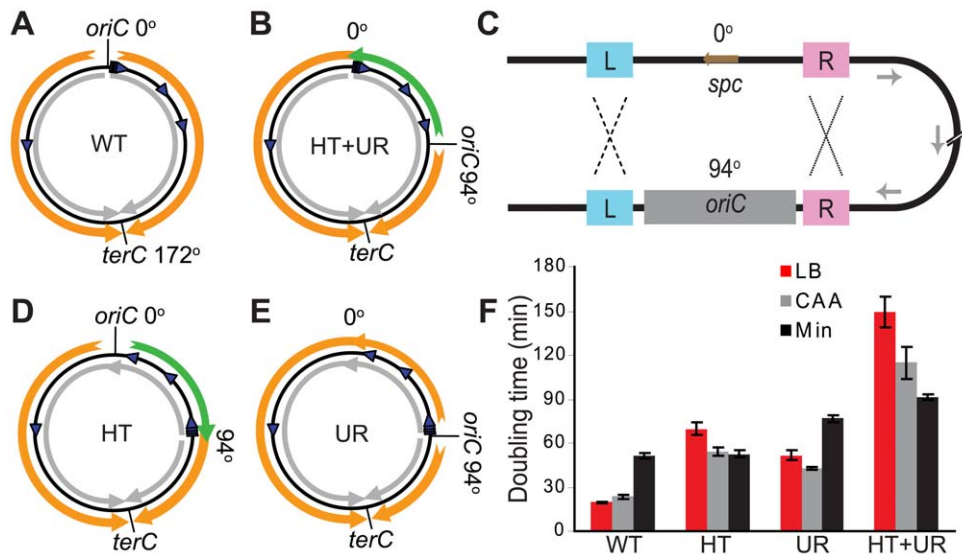 A
oriC 0°
WT
terC 172°
B
0°
HT+UR
oriC 94°
terC
C
0°
L
spc
R
94°
L
oriC
R
D
oriC 0°
HT
94°
terC
E
0°
UR
oriC 94°
terC
F
Doubling time (min)
180
150
120
90
60
30
0
LB
CAA
Min
WT HT UR HT+UR